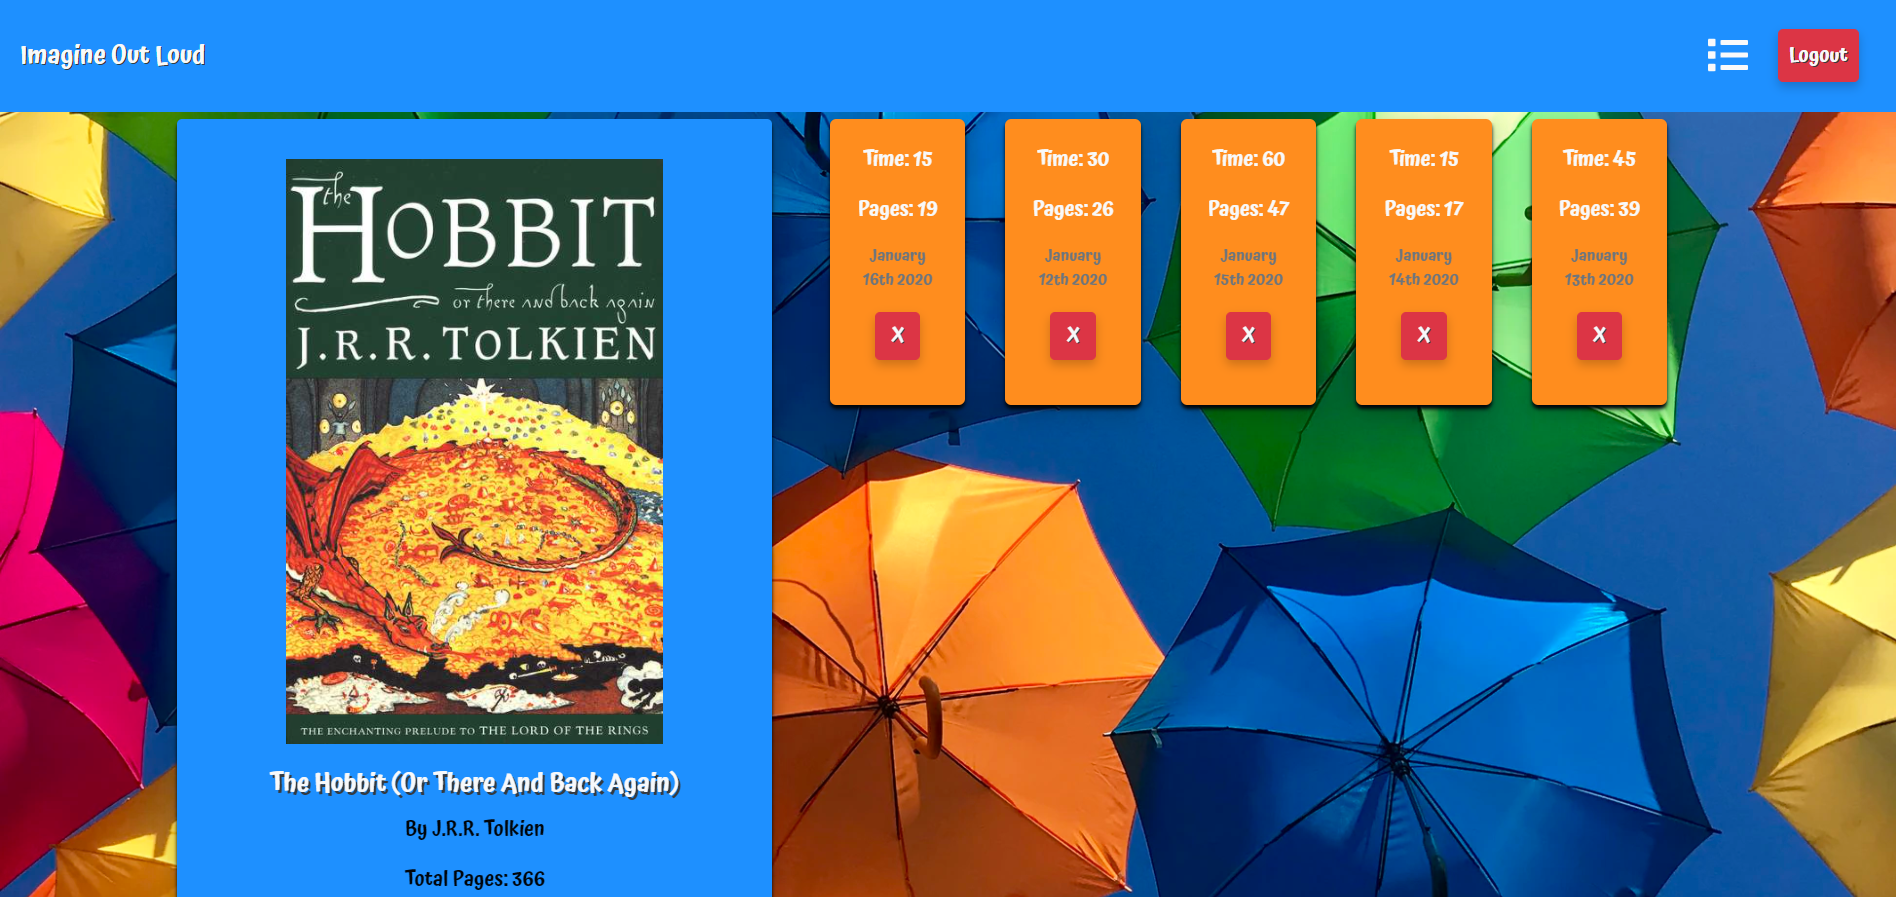 Imagine Out Loud
Logout
the
HOBBIT
or there and back again
J.R.R. TOLKIEN
THE ENCHANTING PRELUDE TO THE LORD OF THE RINGS
The Hobbit (Or There And Back Again)
By J.R.R. Tolkien
Total Pages: 366
Time: 15
Pages: 19
January
16th 2020
X
Time: 30
Pages: 26
January
12th 2020
X
Time: 60
Pages: 47
January
15th 2020
X
Time: 15
Pages: 17
January
14th 2020
X
Time: 45
Pages: 39
January
13th 2020
X